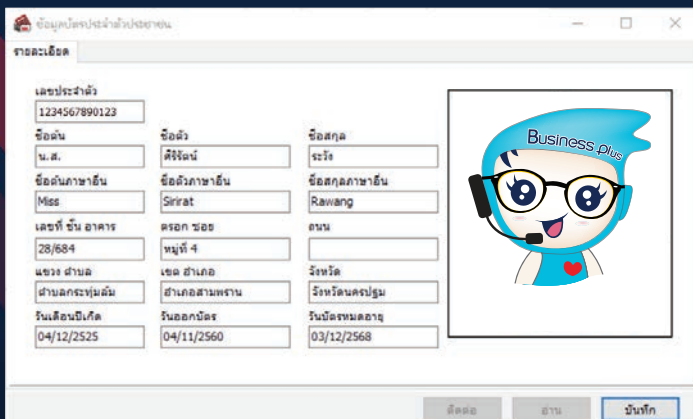 ข้อมูลบัตรประจำตัวประชาชน
รายละเอียด
เลขประจำตัว
1234567890123
ชื่อต้น ชื่อตัว ชื่อสกุล
น.ส. ศิริรัตน์ ระวัง
ชื่อต้นภาษาอื่น ชื่อตัวภาษาอื่น ชื่อสกุลภาษาอื่น
Miss Sirirat Rawang
เลขที่ ชั้น อาคาร ตรอก ซอย ถนน
28/684 หมู่ที่ 4
แขวง ตำบล เขต อำเภอ จังหวัด
ตำบลกระทุ่มล้ม อำเภอสามพราน จังหวัดนครปฐม
วันเดือนปีเกิด วันออกบัตร วันบัตรหมดอายุ
04/12/2525 04/11/2560 03/12/2568
Business Plus
ติดต่อ อ่าน บันทึก